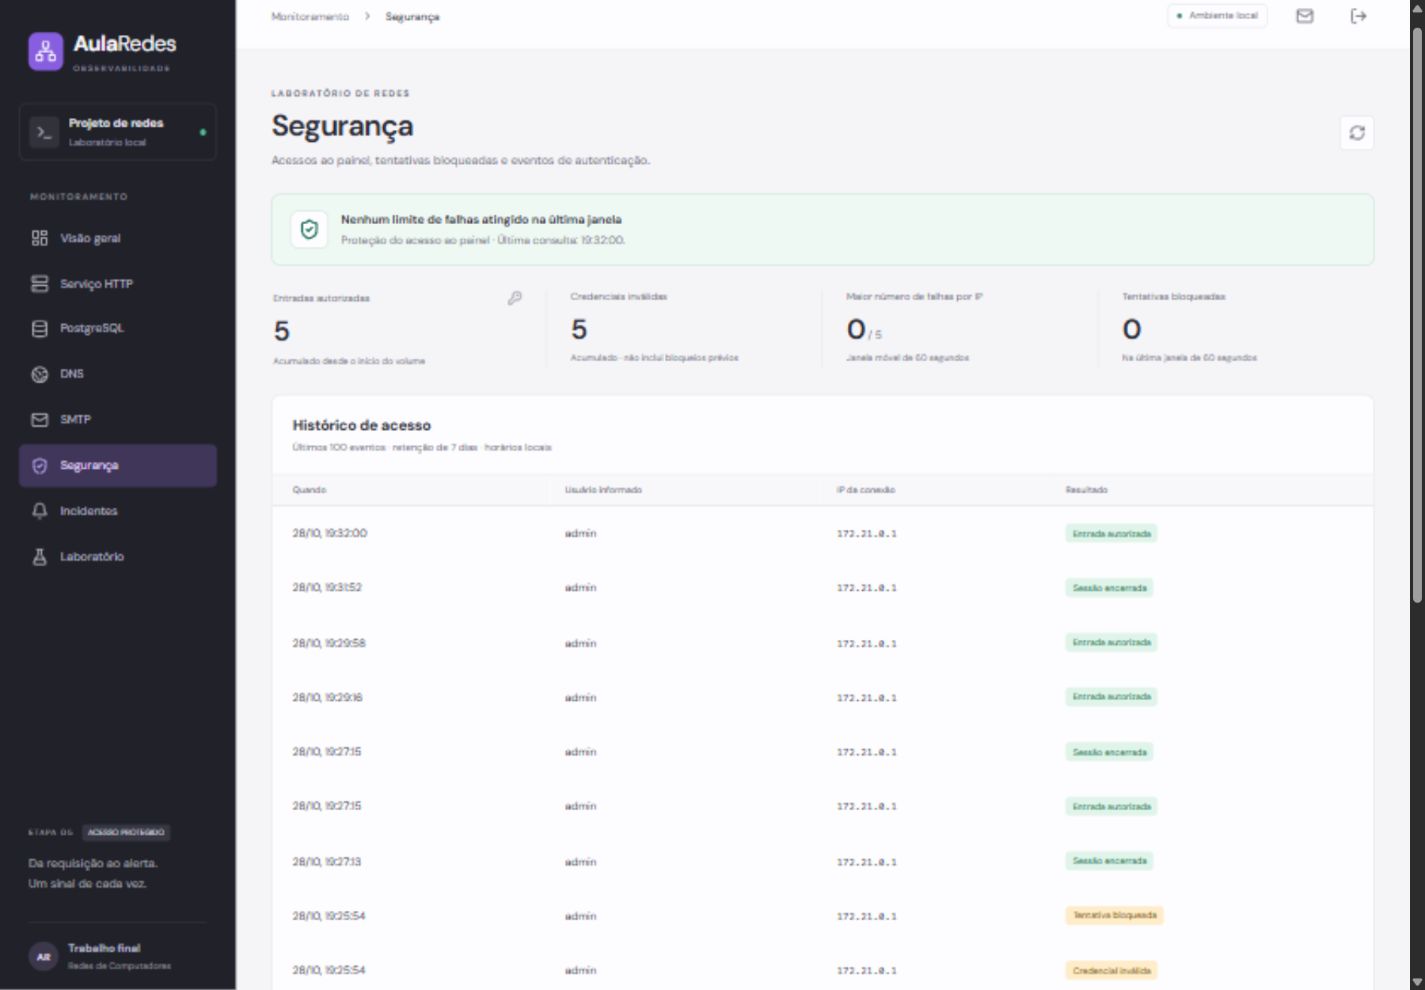 AulaRedes
OBSERVABILIDADE
Projeto de redes
Laboratório local
MONITORAMENTO
Visão geral
Serviço HTTP
PostgreSQL
DNS
SMTP
Segurança
Incidentes
Laboratório
ETAPA 05 ACESSO PROTEGIDO
Da requisição ao alerta.
Um sinal de cada vez.
AR
Trabalho final
Redes de Computadores
Monitoramento > Segurança
Ambiente local
LABORATÓRIO DE REDES
Segurança
Acessos ao painel, tentativas bloqueadas e eventos de autenticação.
Nenhum limite de falhas atingido na última janela
Proteção do acesso ao painel · Última consulta: 19:32:00.
Entradas autorizadas
5
Acumulado desde o início do volume
Credenciais inválidas
5
Acumulado · não inclui bloqueios prévios
Maior número de falhas por IP
0 / 5
Janela móvel de 60 segundos
Tentativas bloqueadas
0
Na última janela de 60 segundos
Histórico de acesso
Últimos 100 eventos · retenção de 7 dias · horários locais
Quando Usuário informado IP da conexão Resultado
28/10, 19:32:00 admin 172.21.0.1 Entrada autorizada
28/10, 19:31:52 admin 172.21.0.1 Sessão encerrada
28/10, 19:29:58 admin 172.21.0.1 Entrada autorizada
28/10, 19:29:16 admin 172.21.0.1 Entrada autorizada
28/10, 19:27:15 admin 172.21.0.1 Sessão encerrada
28/10, 19:27:15 admin 172.21.0.1 Entrada autorizada
28/10, 19:27:13 admin 172.21.0.1 Sessão encerrada
28/10, 19:25:54 admin 172.21.0.1 Tentativa bloqueada
28/10, 19:25:54 admin 172.21.0.1 Credencial inválida